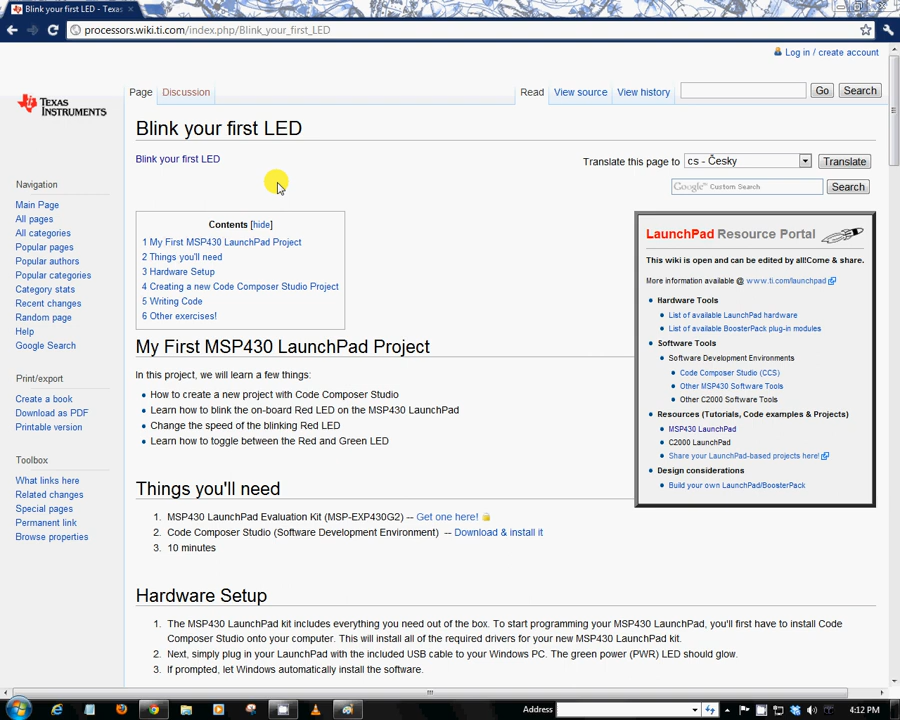 Blink your first LED - Texas
processors.wiki.ti.com/index.php/Blink_your_first_LED
Log in / create account
TEXAS INSTRUMENTS
Page Discussion Read View source View history Go Search
Blink your first LED
Blink your first LED
Translate this page to cs - Česky Translate
Google™ Custom Search Search
Navigation
Main Page
All pages
All categories
Popular pages
Popular authors
Popular categories
Category stats
Recent changes
Random page
Help
Google Search
Print/export
Create a book
Download as PDF
Printable version
Toolbox
What links here
Related changes
Special pages
Permanent link
Browse properties
Contents [hide]
1 My First MSP430 LaunchPad Project
2 Things you'll need
3 Hardware Setup
4 Creating a new Code Composer Studio Project
5 Writing Code
6 Other exercises!
LaunchPad Resource Portal
This wiki is open and can be edited by all!Come & share.
More information available @ www.ti.com/launchpad
Hardware Tools
List of available LaunchPad hardware
List of available BoosterPack plug-in modules
Software Tools
Software Development Environments
Code Composer Studio (CCS)
Other MSP430 Software Tools
Other C2000 Software Tools
Resources (Tutorials, Code examples & Projects)
MSP430 LaunchPad
C2000 LaunchPad
Share your LaunchPad-based projects here!
Design considerations
Build your own LaunchPad/BoosterPack
My First MSP430 LaunchPad Project
In this project, we will learn a few things:
How to create a new project with Code Composer Studio
Learn how to blink the on-board Red LED on the MSP430 LaunchPad
Change the speed of the blinking Red LED
Learn how to toggle between the Red and Green LED
Things you'll need
1. MSP430 LaunchPad Evaluation Kit (MSP-EXP430G2) -- Get one here!
2. Code Composer Studio (Software Development Environment) -- Download & install it
3. 10 minutes
Hardware Setup
1. The MSP430 LaunchPad kit includes everything you need out of the box. To start programming your MSP430 LaunchPad, you'll first have to install Code
Composer Studio onto your computer. This will install all of the required drivers for your new MSP430 LaunchPad kit.
2. Next, simply plug in your LaunchPad with the included USB cable to your Windows PC. The green power (PWR) LED should glow.
3. If prompted, let Windows automatically install the software.
Address
4:12 PM